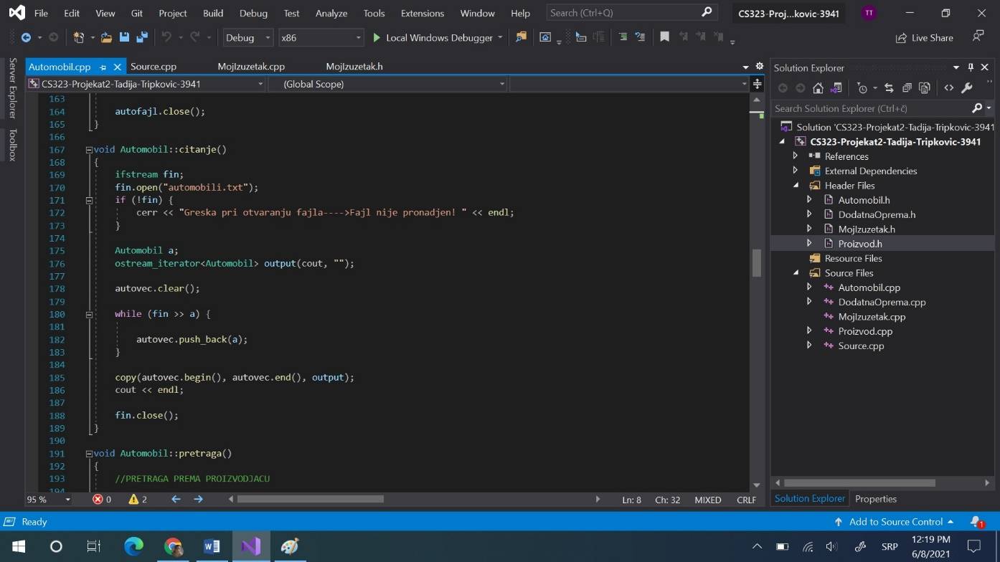 File Edit View Git Project Build Debug Test Analyze Tools Extensions Window Help Search (Ctrl+Q) CS323-Proj...kovic-3941 TT
Debug x86 Local Windows Debugger Live Share
Server Explorer
Toolbox
Automobil.cpp Source.cpp MojIzuzetak.cpp MojIzuzetak.h
CS323-Projekat2-Tadija-Tripkovic-3941 (Global Scope)
163
164 autofajl.close();
165 }
166
167 void Automobil::citanje()
168 {
169 ifstream fin;
170 fin.open("automobili.txt");
171 if (!fin) {
172 cerr << "Greska pri otvaranju fajla---->Fajl nije pronadjen! " << endl;
173 }
174
175 Automobil a;
176 ostream_iterator<Automobil> output(cout, "");
177
178 autovec.clear();
179
180 while (fin >> a) {
181
182 autovec.push_back(a);
183 }
184
185 copy(autovec.begin(), autovec.end(), output);
186 cout << endl;
187
188 fin.close();
189 }
190
191 void Automobil::pretraga()
192 {
193 //PRETRAGA PREMA PROIZVODJACU
194
95 % 0 2 Ln: 8 Ch: 32 MIXED CRLF
Solution Explorer
Search Solution Explorer (Ctrl+č)
Solution 'CS323-Projekat2-Tadija-Tripkovic-3941
CS323-Projekat2-Tadija-Tripkovic-3941
References
External Dependencies
Header Files
Automobil.h
DodatnaOprema.h
MojIzuzetak.h
Proizvod.h
Resource Files
Source Files
Automobil.cpp
DodatnaOprema.cpp
MojIzuzetak.cpp
Proizvod.cpp
Source.cpp
Solution Explorer Properties
Ready Add to Source Control 1
SRP 12:19 PM
6/8/2021